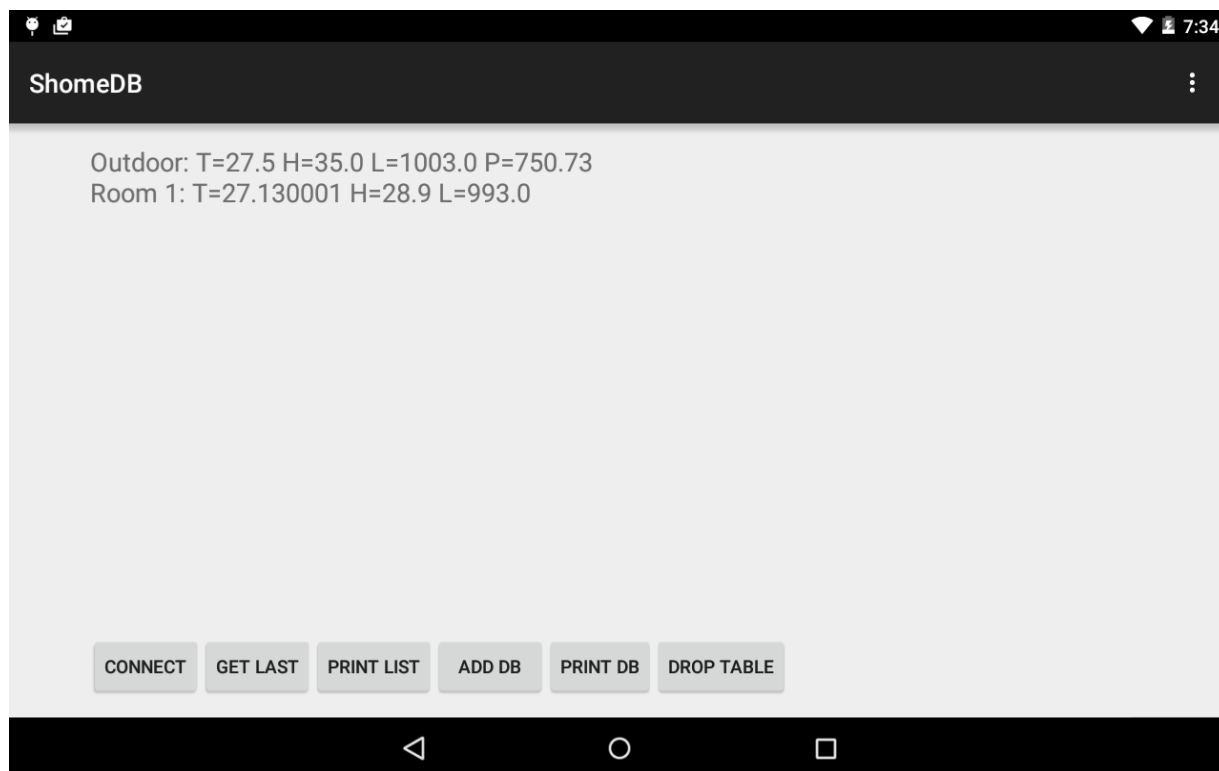 7:34
ShomeDB
Outdoor: T=27.5 H=35.0 L=1003.0 P=750.73
Room 1: T=27.130001 H=28.9 L=993.0
CONNECT GET LAST PRINT LIST ADD DB PRINT DB DROP TABLE